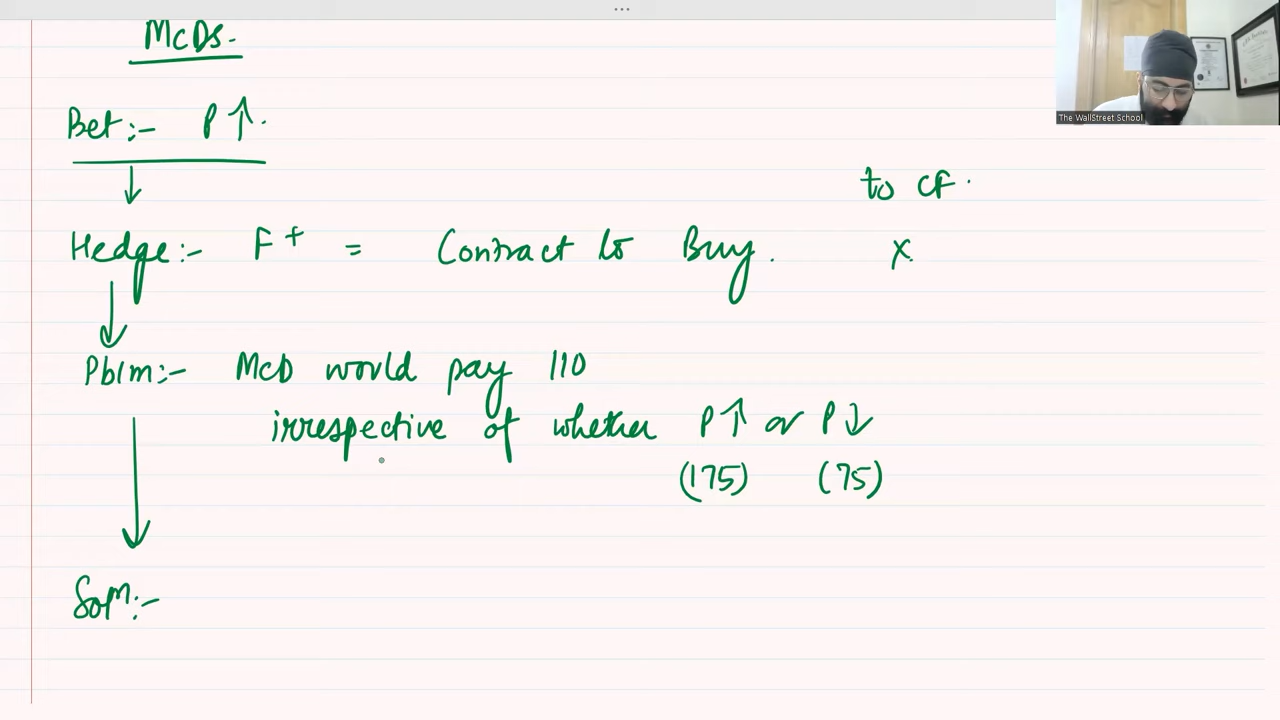 McDs.
Bet:- P↑.
to CF.
Hedge:- F+ = Contract to Buy. X.
Pblm:- McD would pay 110
irrespective of whether P↑ or P↓
(175) (75)
Soln:-
The WallStreet School